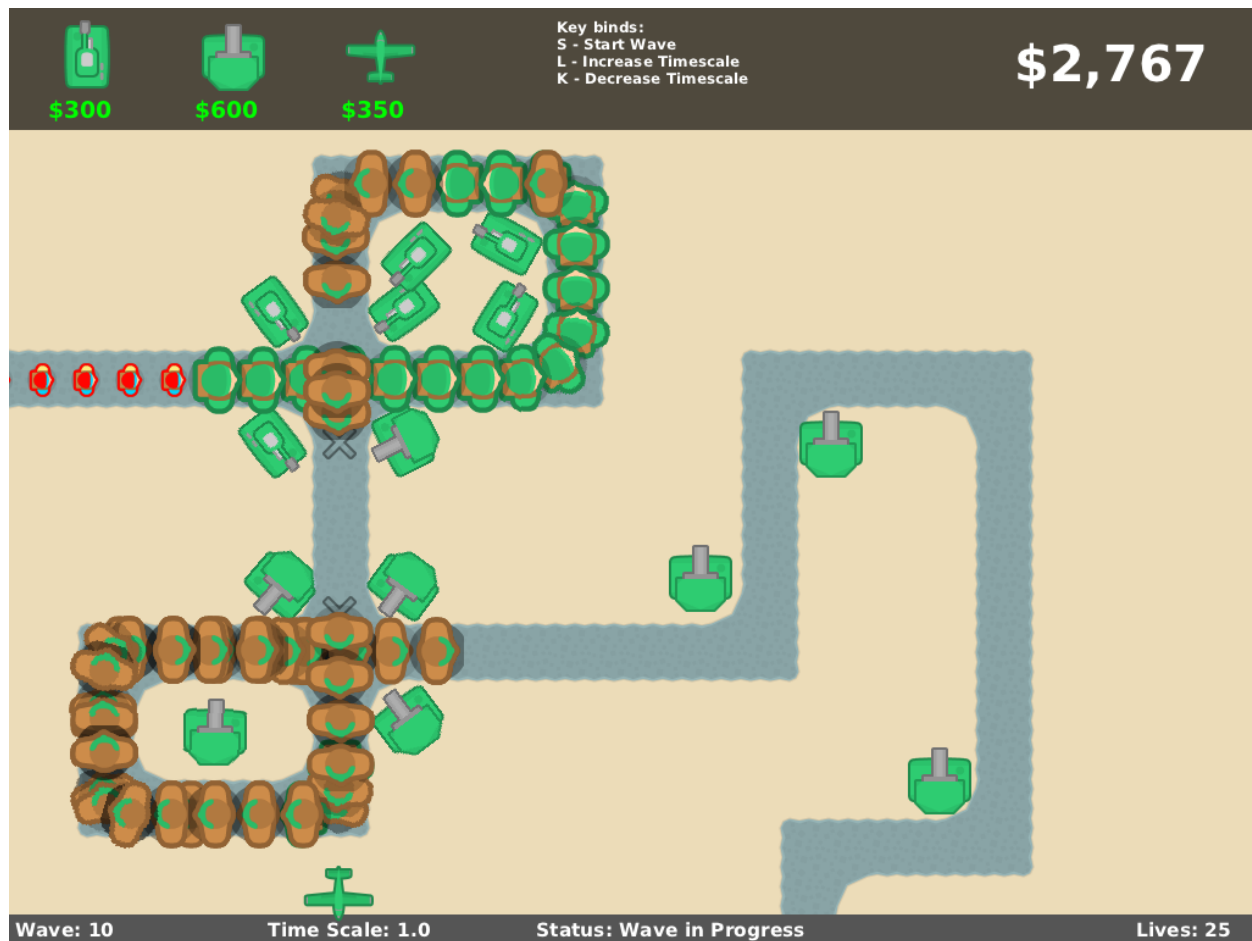 Key binds:
S - Start Wave
L - Increase Timescale
K - Decrease Timescale
$2,767
$300
$600
$350
Wave: 10
Time Scale: 1.0
Status: Wave in Progress
Lives: 25